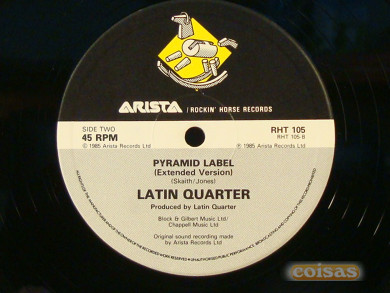 ARISTA / ROCKIN' HORSE RECORDS
SIDE TWO
45 RPM
℗ 1985 Arista Records Ltd
RHT 105
RHT 105-B
© 1985 Arista Records Ltd
PYRAMID LABEL
(Extended Version)
(Skaith/Jones)
LATIN QUARTER
Produced by Latin Quarter
Block & Gilbert Music Ltd/
Chappell Music Ltd
Original sound recording made
by Arista Records Ltd
coisas